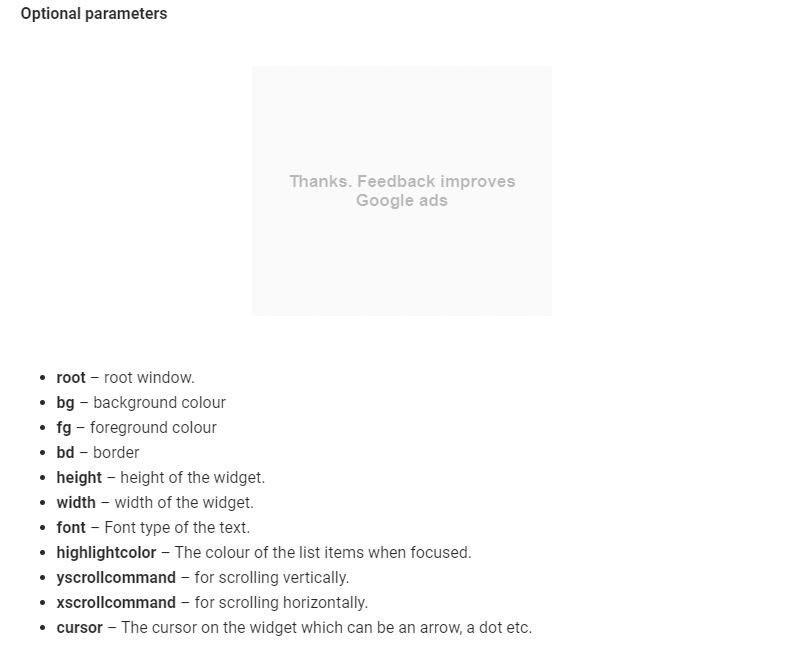 Optional parameters
Thanks. Feedback improves
Google ads
• root – root window.
• bg – background colour
• fg – foreground colour
• bd – border
• height – height of the widget.
• width – width of the widget.
• font – Font type of the text.
• highlightcolor – The colour of the list items when focused.
• yscrollcommand – for scrolling vertically.
• xscrollcommand – for scrolling horizontally.
• cursor – The cursor on the widget which can be an arrow, a dot etc.